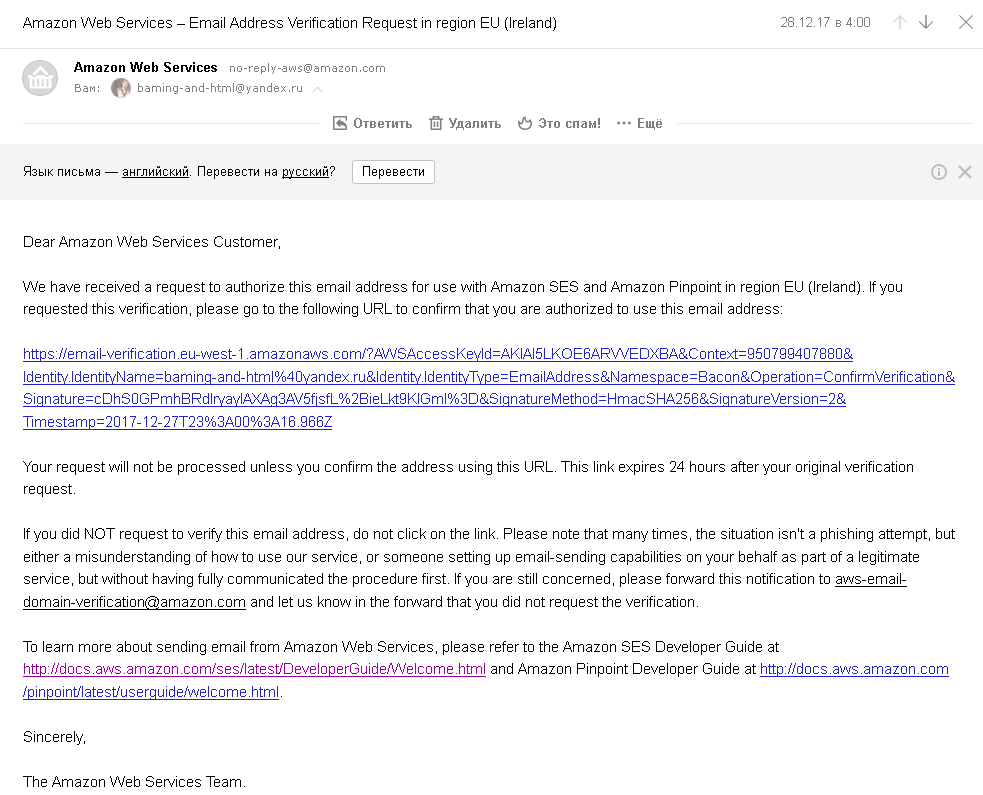 Amazon Web Services – Email Address Verification Request in region EU (Ireland) 28.12.17 в 4:00
Amazon Web Services no-reply-aws@amazon.com
Вам: baming-and-html@yandex.ru
Ответить Удалить Это спам! Ещё
Язык письма — английский. Перевести на русский? Перевести
Dear Amazon Web Services Customer,
We have received a request to authorize this email address for use with Amazon SES and Amazon Pinpoint in region EU (Ireland). If you
requested this verification, please go to the following URL to confirm that you are authorized to use this email address:
https://email-verification.eu-west-1.amazonaws.com/?AWSAccessKeyId=AKIAI5LKOE6ARVVEDXBA&Context=950799407880&
Identity.IdentityName=baming-and-html%40yandex.ru&Identity.IdentityType=EmailAddress&Namespace=Bacon&Operation=ConfirmVerification&
Signature=cDhS0GPmhBRdIryayIAXAq3AV5fjsfL%2BieLkt9KIGmI%3D&SignatureMethod=HmacSHA256&SignatureVersion=2&
Timestamp=2017-12-27T23%3A00%3A16.966Z
Your request will not be processed unless you confirm the address using this URL. This link expires 24 hours after your original verification
request.
If you did NOT request to verify this email address, do not click on the link. Please note that many times, the situation isn't a phishing attempt, but
either a misunderstanding of how to use our service, or someone setting up email-sending capabilities on your behalf as part of a legitimate
service, but without having fully communicated the procedure first. If you are still concerned, please forward this notification to aws-email-
domain-verification@amazon.com and let us know in the forward that you did not request the verification.
To learn more about sending email from Amazon Web Services, please refer to the Amazon SES Developer Guide at
http://docs.aws.amazon.com/ses/latest/DeveloperGuide/Welcome.html and Amazon Pinpoint Developer Guide at http://docs.aws.amazon.com
/pinpoint/latest/userguide/welcome.html.
Sincerely,
The Amazon Web Services Team.